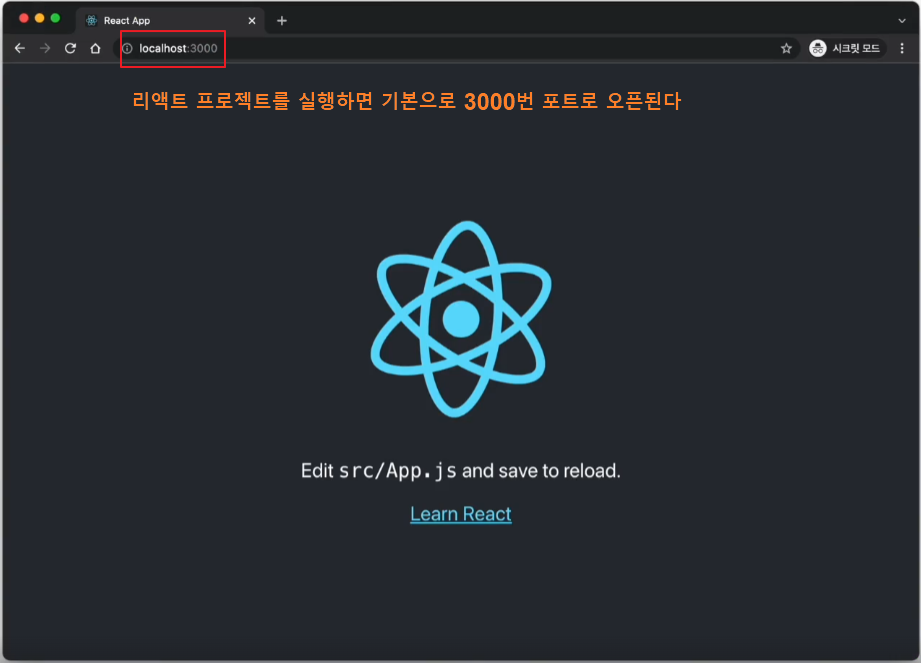 React App
localhost:3000
시크릿 모드
리액트 프로젝트를 실행하면 기본으로 3000번 포트로 오픈된다
Edit src/App.js and save to reload.
Learn React